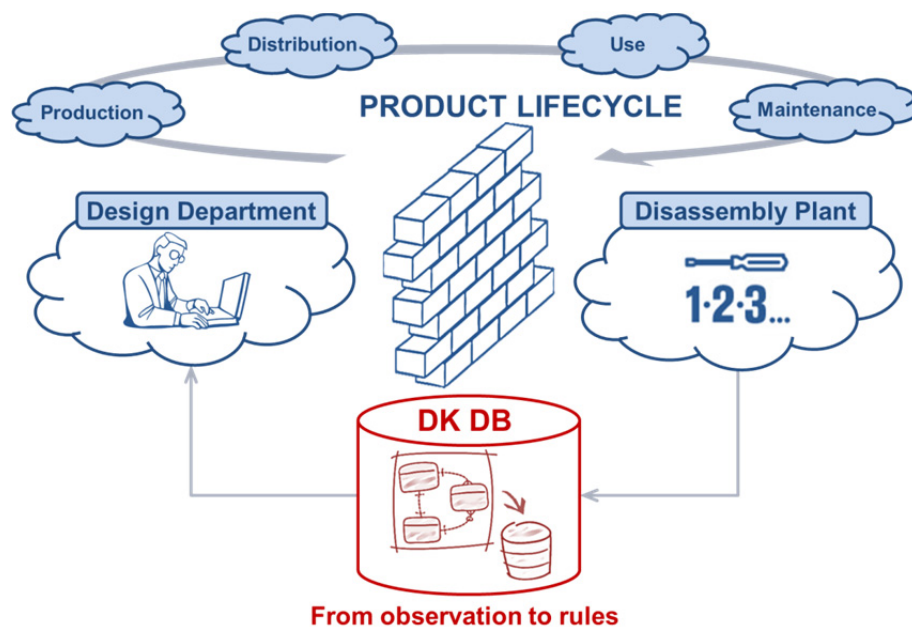 Distribution
Use
Production
PRODUCT LIFECYCLE
Maintenance
Design Department
Disassembly Plant
1·2·3...
DK DB
From observation to rules